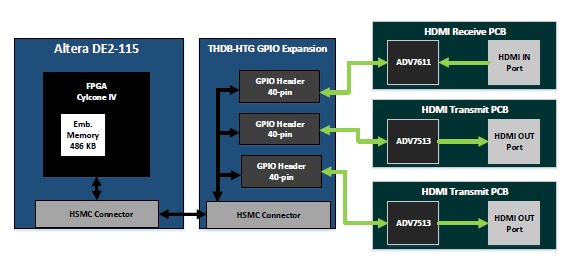 Altera DE2-115
FPGA
Cylcone IV
Emb.
Memory
486 KB
HSMC Connector
THDB-HTG GPIO Expansion
GPIO Header
40-pin
GPIO Header
40-pin
GPIO Header
40-pin
HSMC Connector
HDMI Receive PCB
ADV7611
HDMI IN
Port
HDMI Transmit PCB
ADV7513
HDMI OUT
Port
HDMI Transmit PCB
ADV7513
HDMI OUT
Port